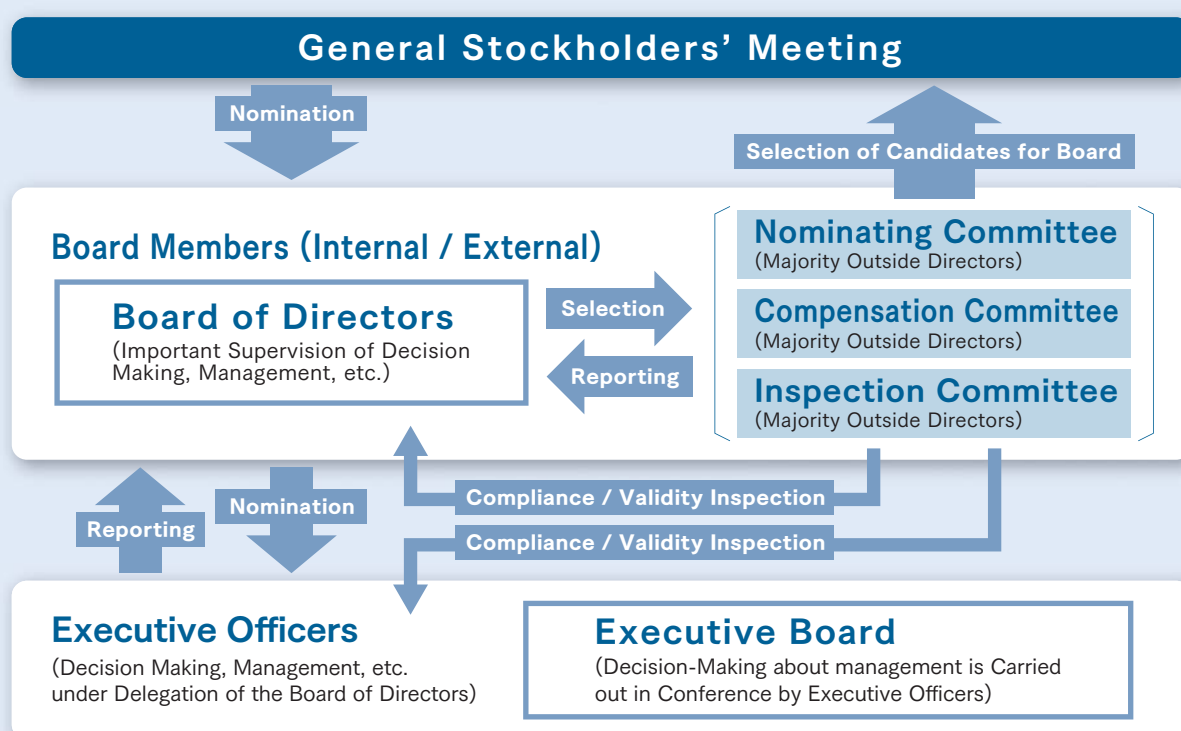 General Stockholders’ Meeting
Nomination
Selection of Candidates for Board
Board Members (Internal / External)
Board of Directors
(Important Supervision of Decision
Making, Management, etc.)
Selection
Reporting
Nominating Committee
(Majority Outside Directors)
Compensation Committee
(Majority Outside Directors)
Inspection Committee
(Majority Outside Directors)
Reporting
Nomination
Compliance / Validity Inspection
Compliance / Validity Inspection
Executive Officers
(Decision Making, Management, etc.
under Delegation of the Board of Directors)
Executive Board
(Decision-Making about management is Carried
out in Conference by Executive Officers)